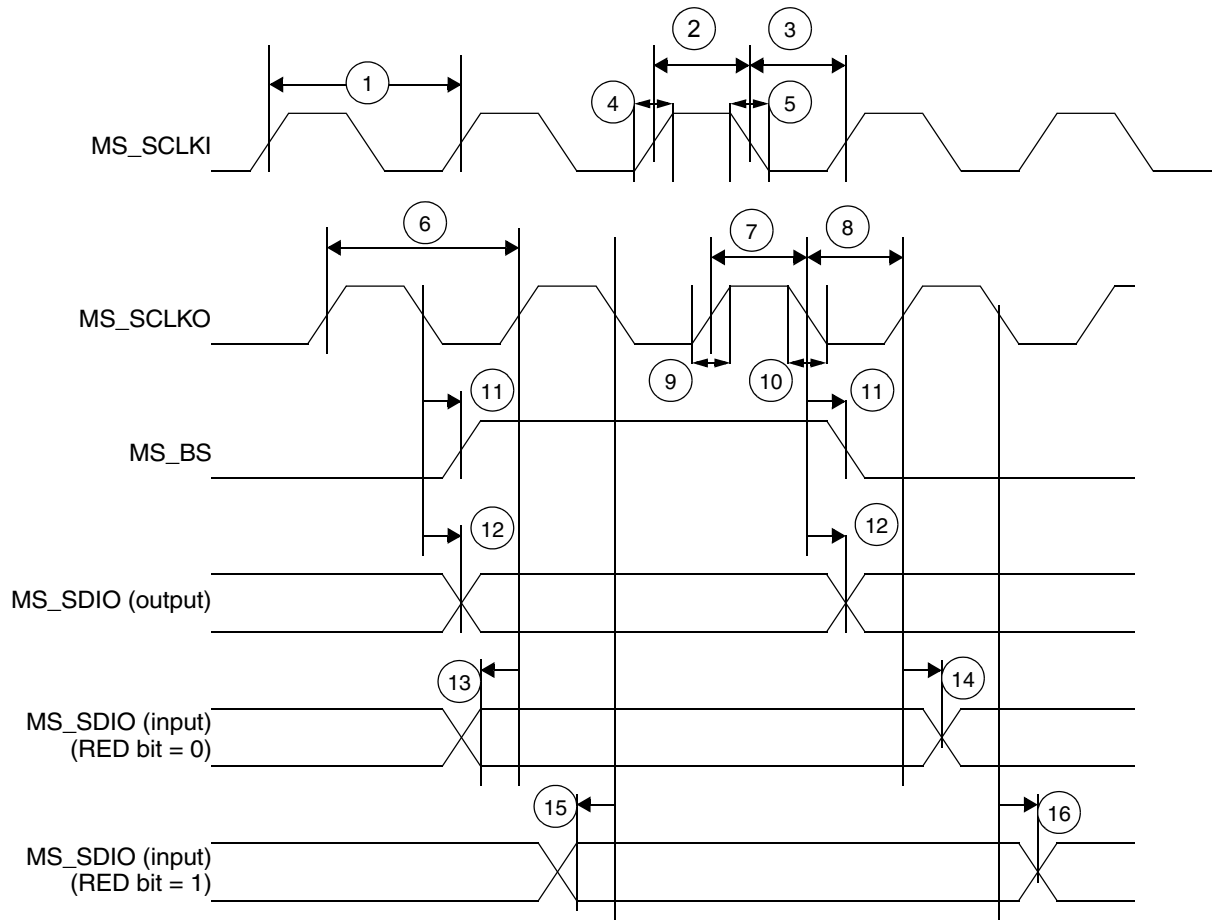 1
2
3
4
5
MS_SCLKI
6
7
8
MS_SCLKO
9
10
11
11
MS_BS
12
12
MS_SDIO (output)
13
14
MS_SDIO (input)
(RED bit = 0)
15
16
MS_SDIO (input)
(RED bit = 1)